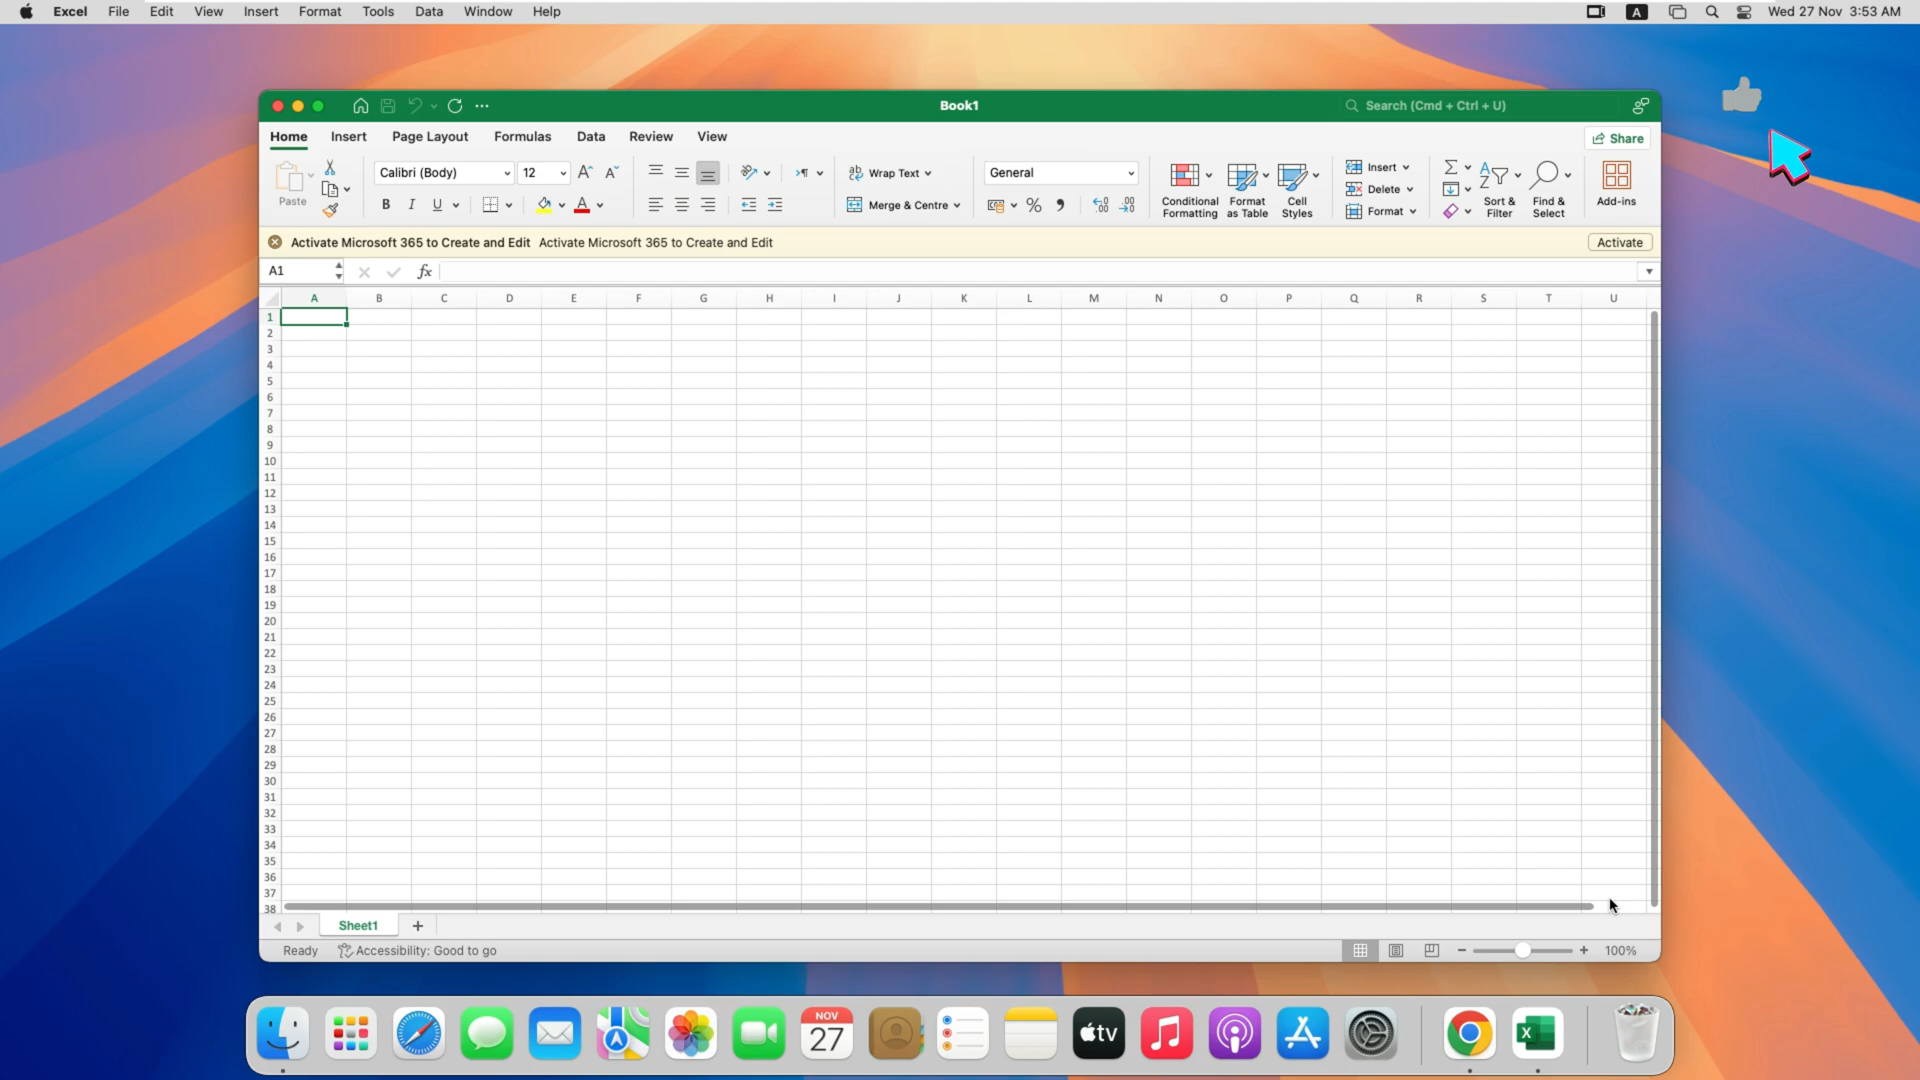 Excel File Edit View Insert Format Tools Data Window Help A Wed 27 Nov 3:53 AM
Book1 Search (Cmd + Ctrl + U)
Home Insert Page Layout Formulas Data Review View Share
Paste Calibri (Body) 12 A A Wrap Text General Insert
Conditional Formatting Format as Table Cell Styles Delete Sort & Filter Find & Select Add-ins
B I U A Merge & Centre % Format
Activate Microsoft 365 to Create and Edit Activate Microsoft 365 to Create and Edit Activate
A1 fx
A B C D E F G H I J K L M N O P Q R S T U
1
2
3
4
5
6
7
8
9
10
11
12
13
14
15
16
17
18
19
20
21
22
23
24
25
26
27
28
29
30
31
32
33
34
35
36
37
38
Sheet1 +
Ready Accessibility: Good to go 100%
NOV
27
tv
X